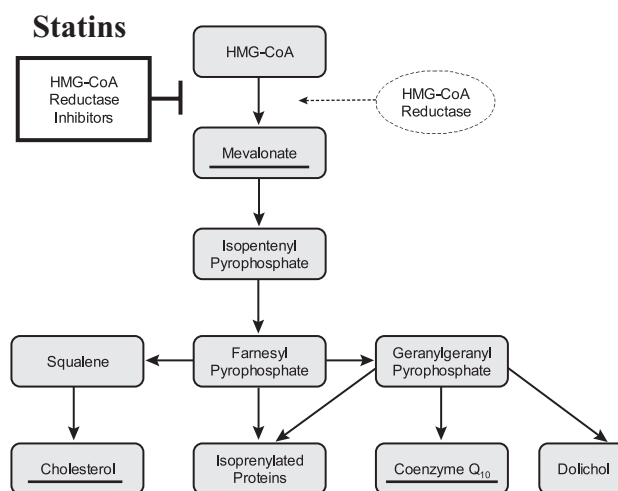 Statins
HMG-CoA
Reductase
Inhibitors
HMG-CoA
HMG-CoA
Reductase
Mevalonate
Isopentenyl
Pyrophosphate
Squalene
Farnesyl
Pyrophosphate
Geranylgeranyl
Pyrophosphate
Cholesterol
Isoprenylated
Proteins
Coenzyme Q₁₀
Dolichol